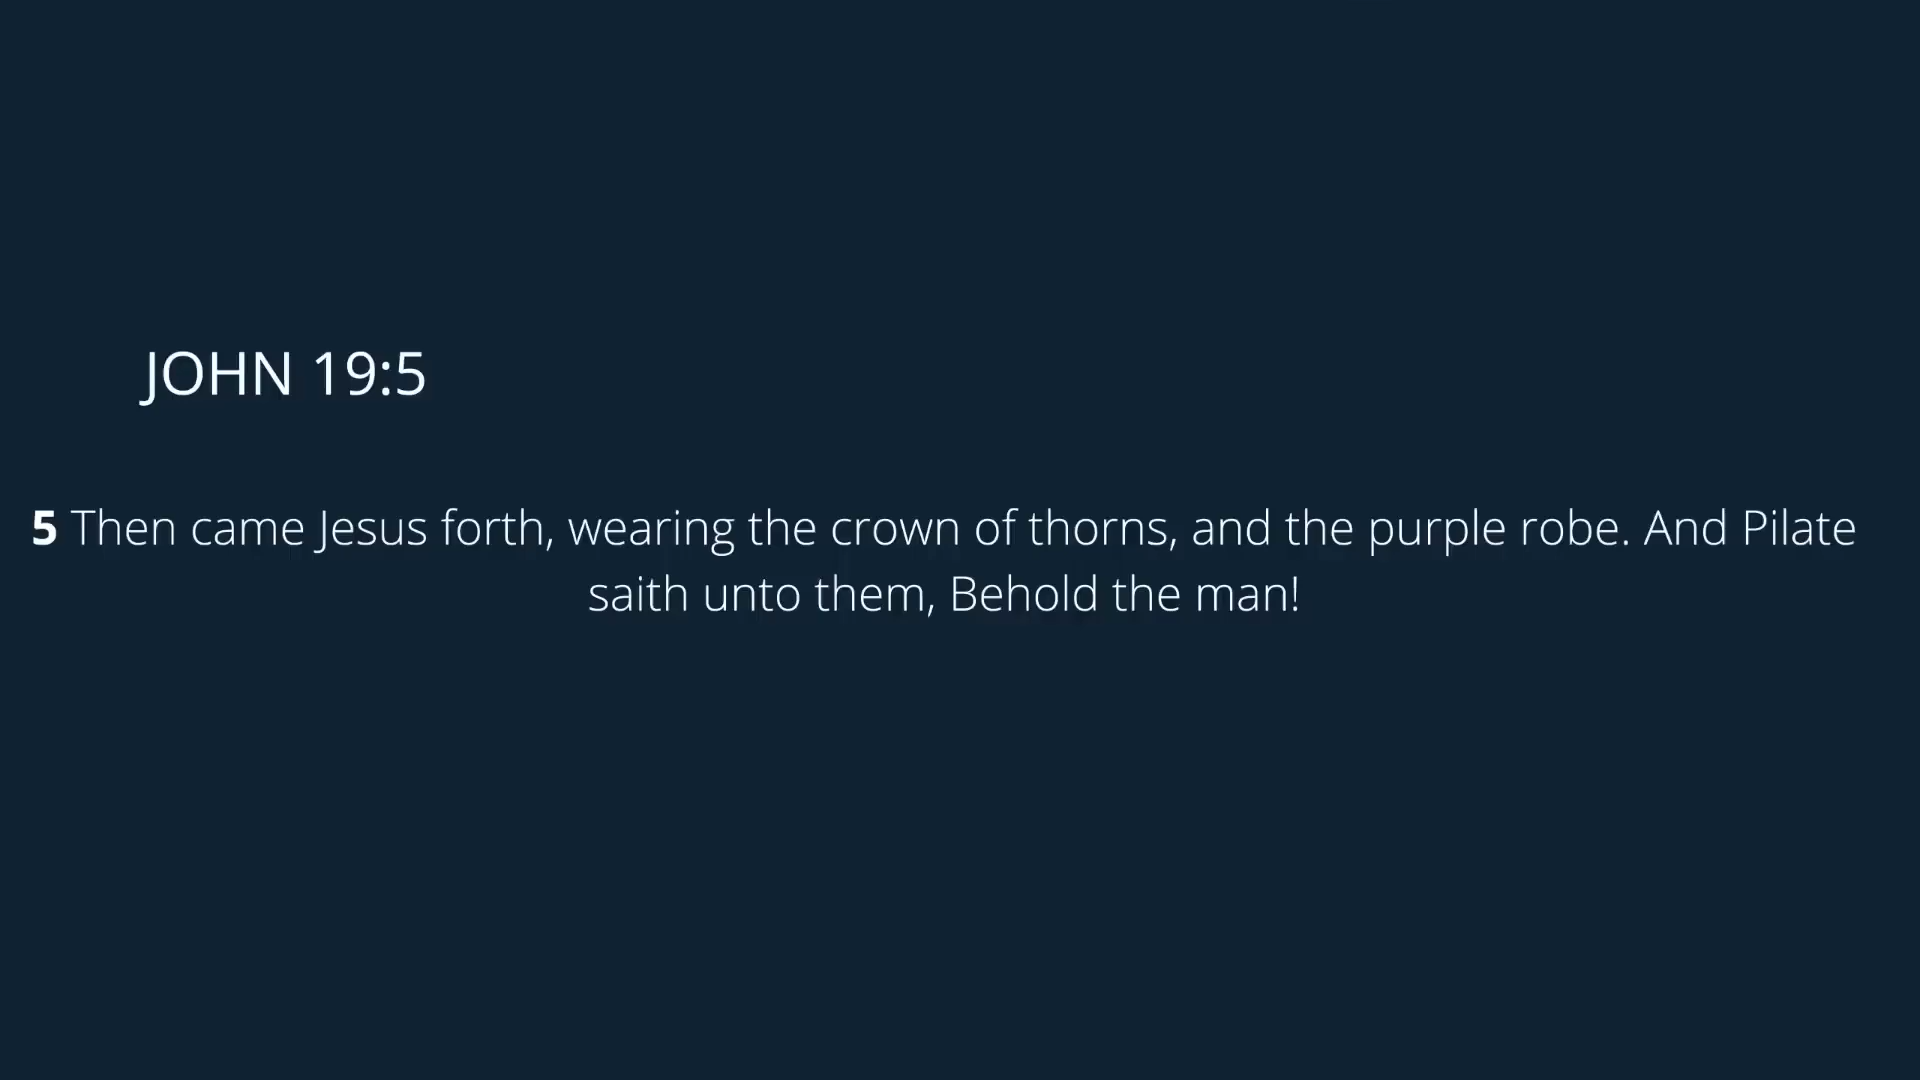 JOHN 19:5
5 Then came Jesus forth, wearing the crown of thorns, and the purple robe. And Pilate
saith unto them, Behold the man!